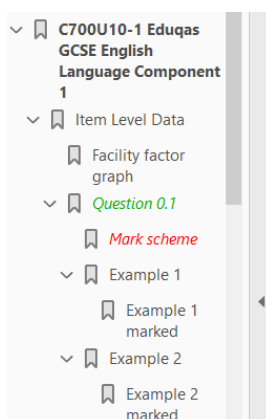 C700U10-1 Eduqas
GCSE English
Language Component
1
Item Level Data
Facility factor
graph
Question 0.1
Mark scheme
Example 1
Example 1
marked
Example 2
Example 2
marked